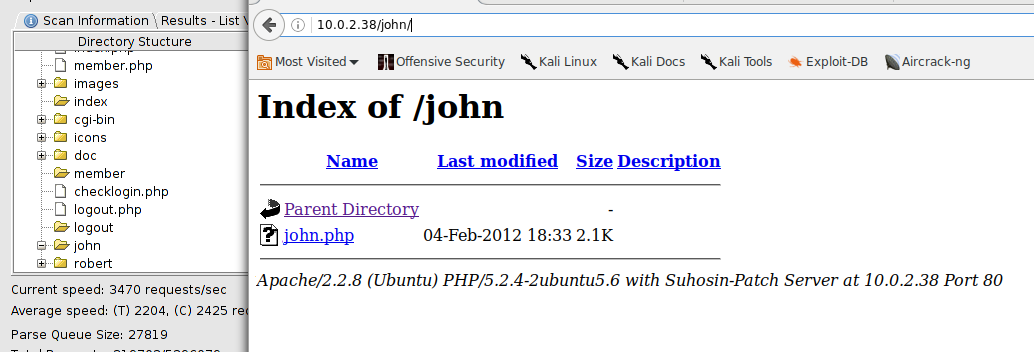 Scan Information \ Results - List V
Directory Stucture
member.php
images
index
cgi-bin
icons
doc
member
checklogin.php
logout.php
logout
john
robert
Current speed: 3470 requests/sec
Average speed: (T) 2204, (C) 2425 rec
Parse Queue Size: 27819
10.0.2.38/john/
Most Visited Offensive Security Kali Linux Kali Docs Kali Tools Exploit-DB Aircrack-ng
Index of /john
Name Last modified Size Description
Parent Directory -
john.php 04-Feb-2012 18:33 2.1K
Apache/2.2.8 (Ubuntu) PHP/5.2.4-2ubuntu5.6 with Suhosin-Patch Server at 10.0.2.38 Port 80